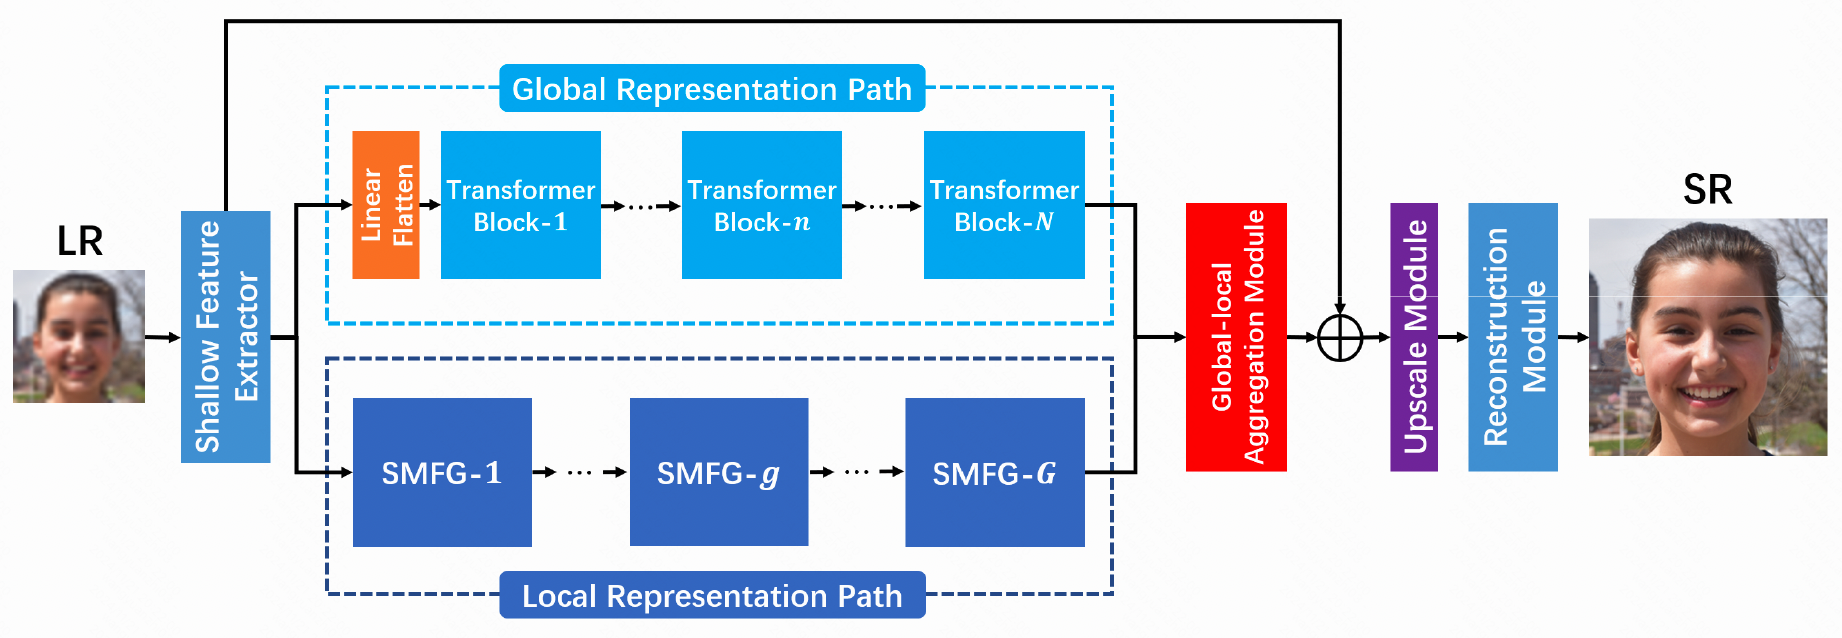 LR
Shallow Feature
Extractor
Global Representation Path
Linear
Flatten
Transformer
Block-1
...
Transformer
Block-n
...
Transformer
Block-N
SMFG-1
...
SMFG-g
...
SMFG-G
Local Representation Path
Global-local
Aggregation Module
Upscale Module
Reconstruction
Module
SR